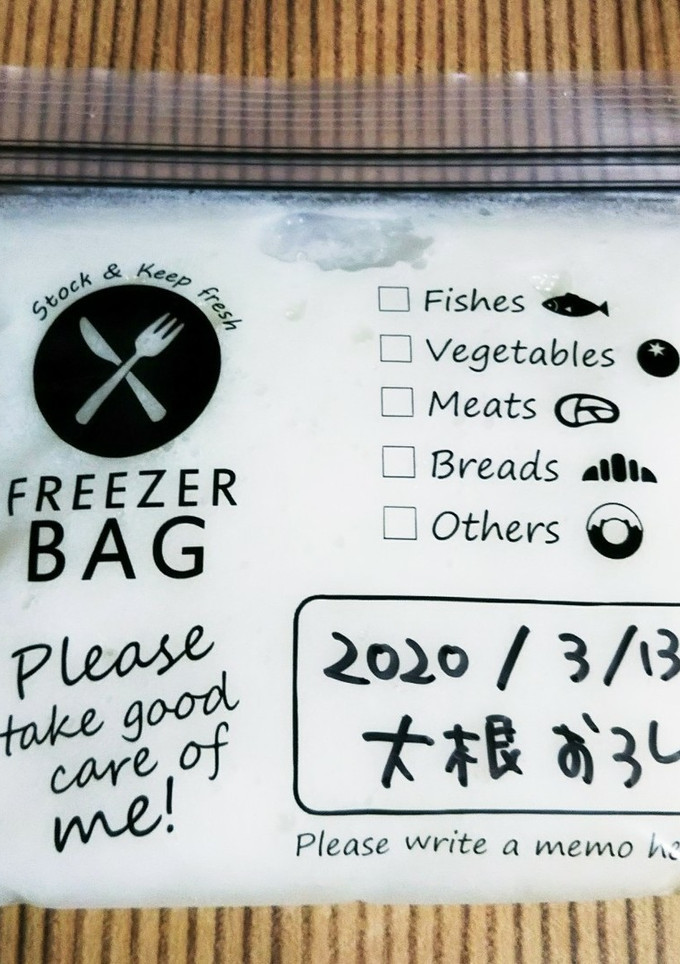 Stock & Keep fresh
FREEZER
BAG
Please
take good
care of
me!
Fishes
Vegetables
Meats
Breads
Others
2020/3/13
大根おろし
Please write a memo